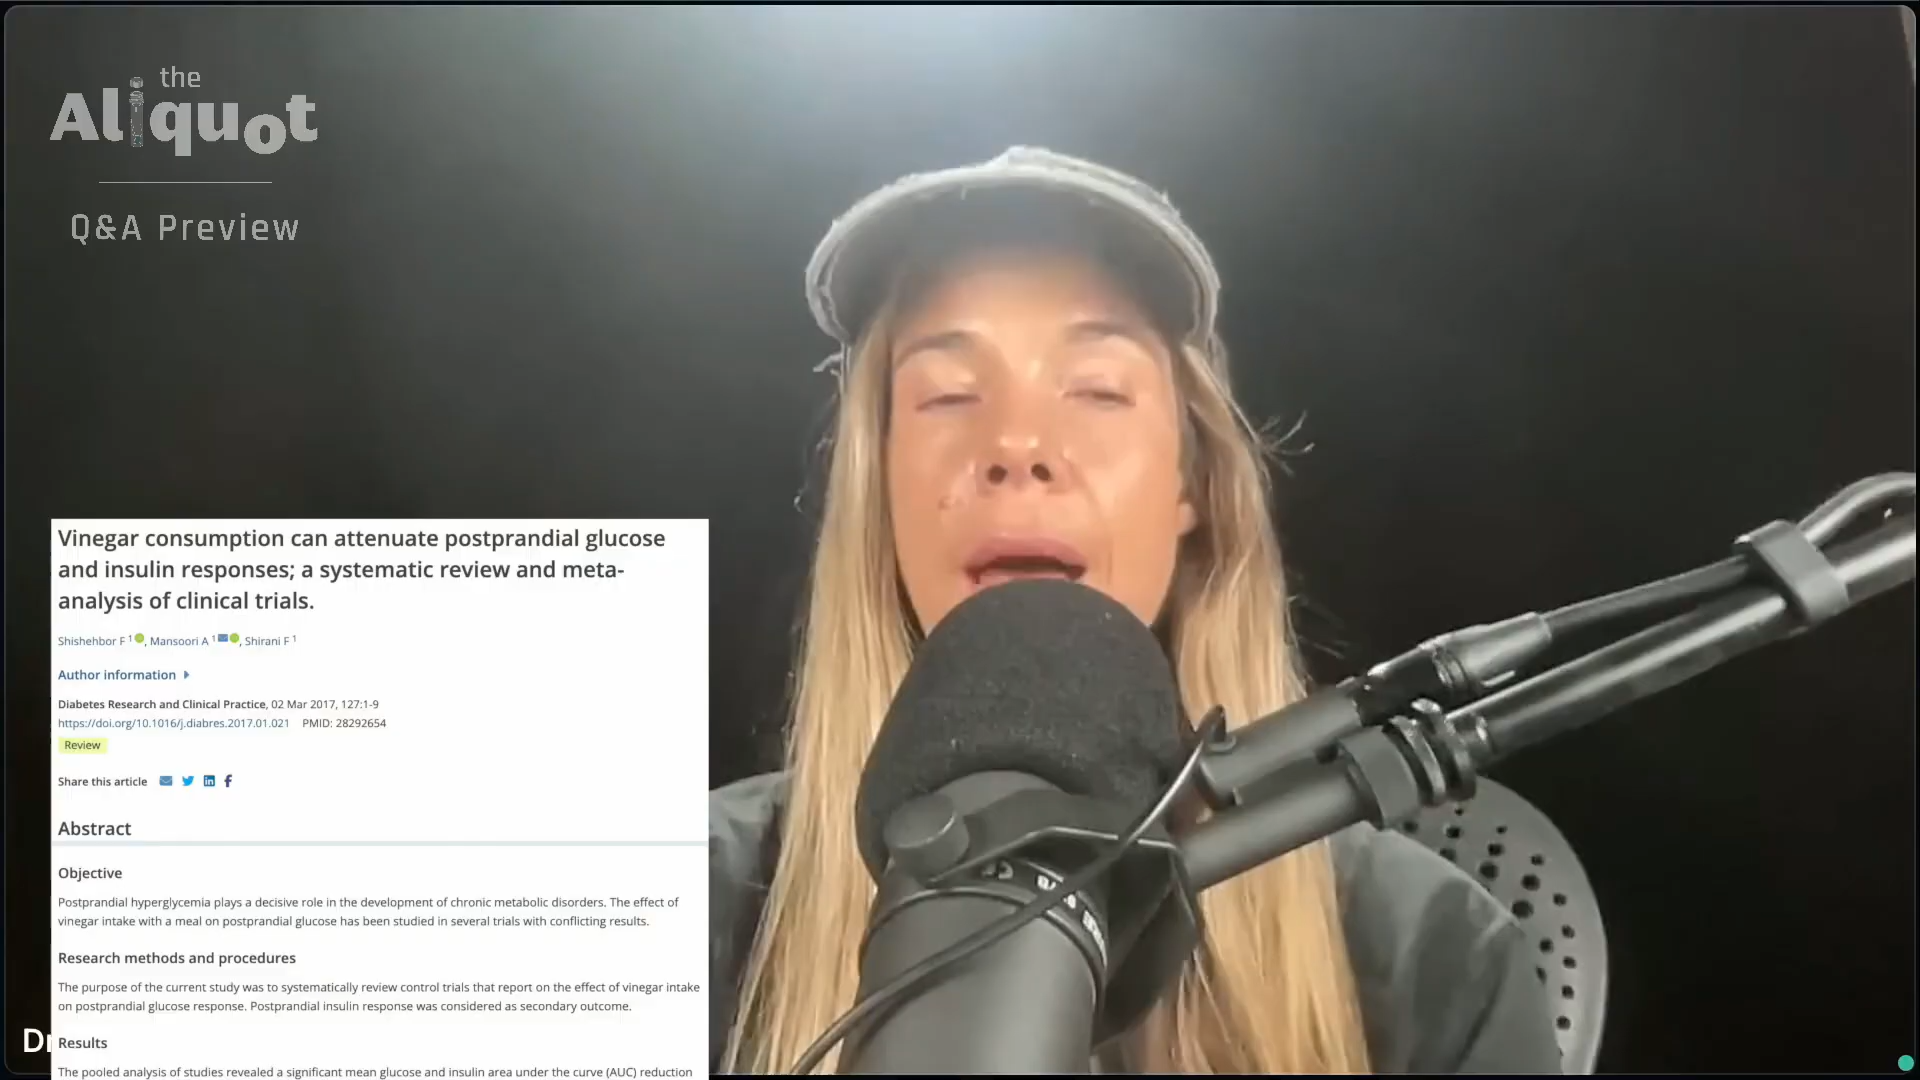 the
Aliquot
Q&A Preview
Vinegar consumption can attenuate postprandial glucose
and insulin responses; a systematic review and meta-
analysis of clinical trials.
Shishehbor F 1, Mansoori A 1, Shirani F 1
Author information
Diabetes Research and Clinical Practice, 02 Mar 2017, 127:1-9
https://doi.org/10.1016/j.diabres.2017.01.021 PMID: 28292654
Review
Share this article
Abstract
Objective
Postprandial hyperglycemia plays a decisive role in the development of chronic metabolic disorders. The effect of
vinegar intake with a meal on postprandial glucose has been studied in several trials with conflicting results.
Research methods and procedures
The purpose of the current study was to systematically review control trials that report on the effect of vinegar intake
on postprandial glucose response. Postprandial insulin response was considered as secondary outcome.
Results
The pooled analysis of studies revealed a significant mean glucose and insulin area under the curve (AUC) reduction